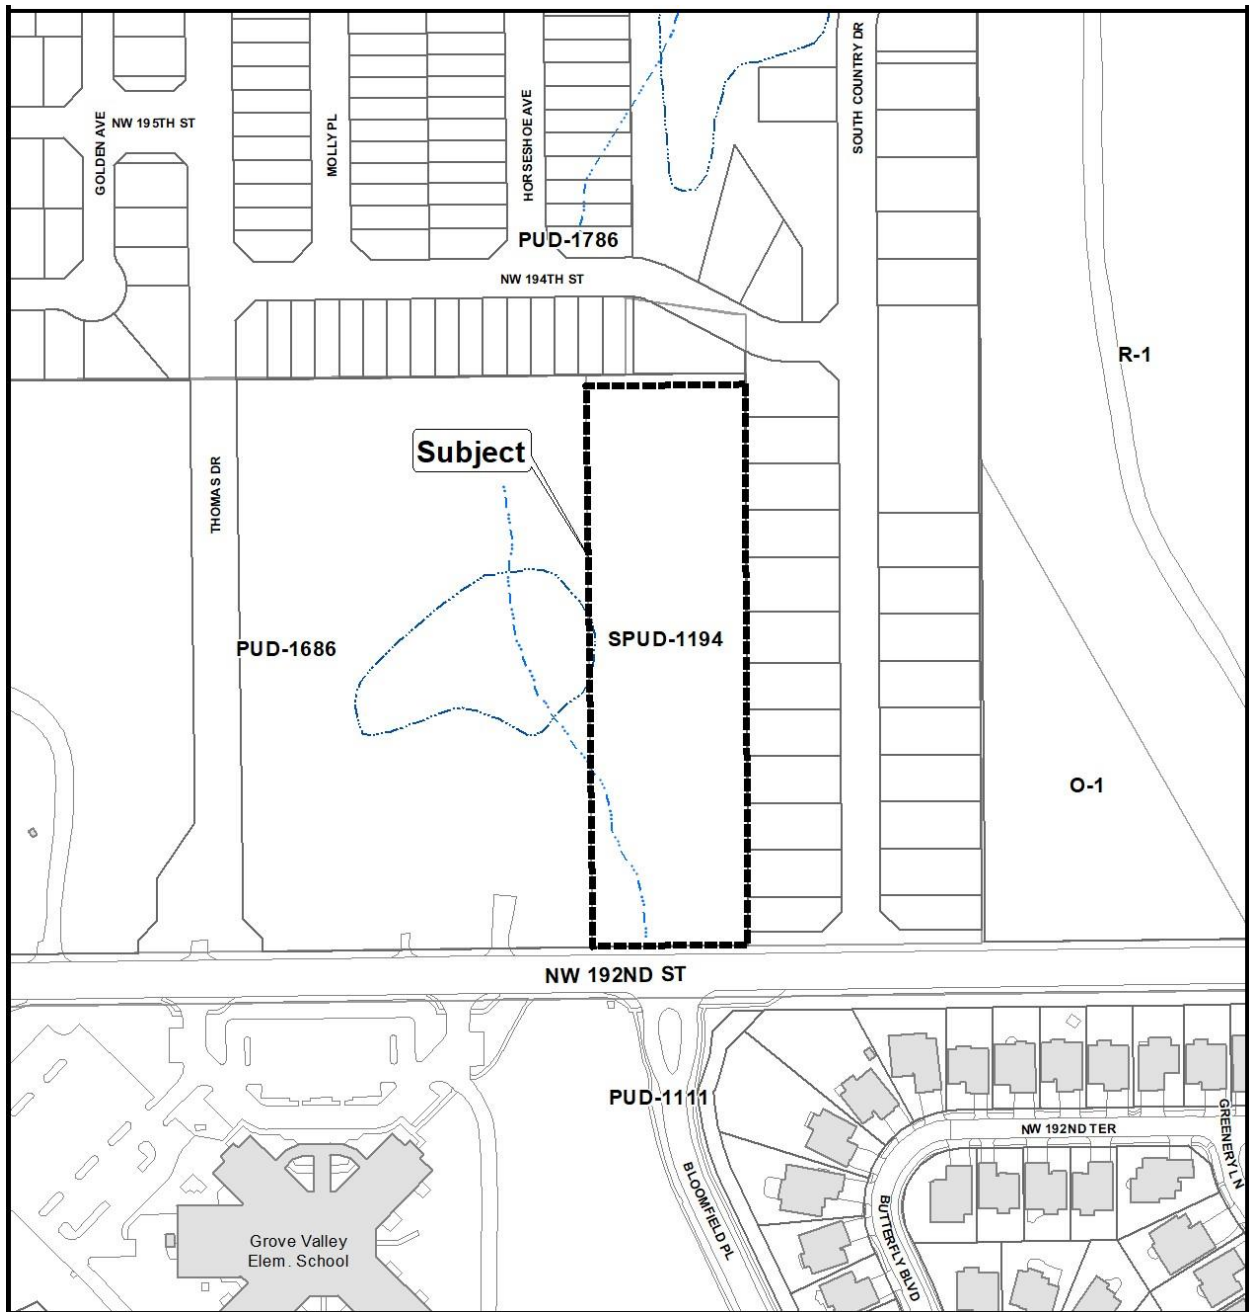 SOUTH COUNTRY DR
NW 195TH ST
GOLDEN AVE
MOLLY PL
HORSESHOE AVE
PUD-1786
NW 194TH ST
R-1
Subject
THOMAS DR
PUD-1686
SPUD-1194
O-1
NW 192ND ST
PUD-1111
NW 192ND TER
GREENERY LN
BLOOMFIELD PL
BUTTERFLY BLVD
Grove Valley
Elem. School